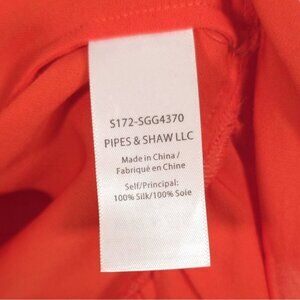 S172-SGG4370
PIPES & SHAW LLC
Made in China /
Fabriqué en Chine
Self/Principal:
100% Silk/100% Soie